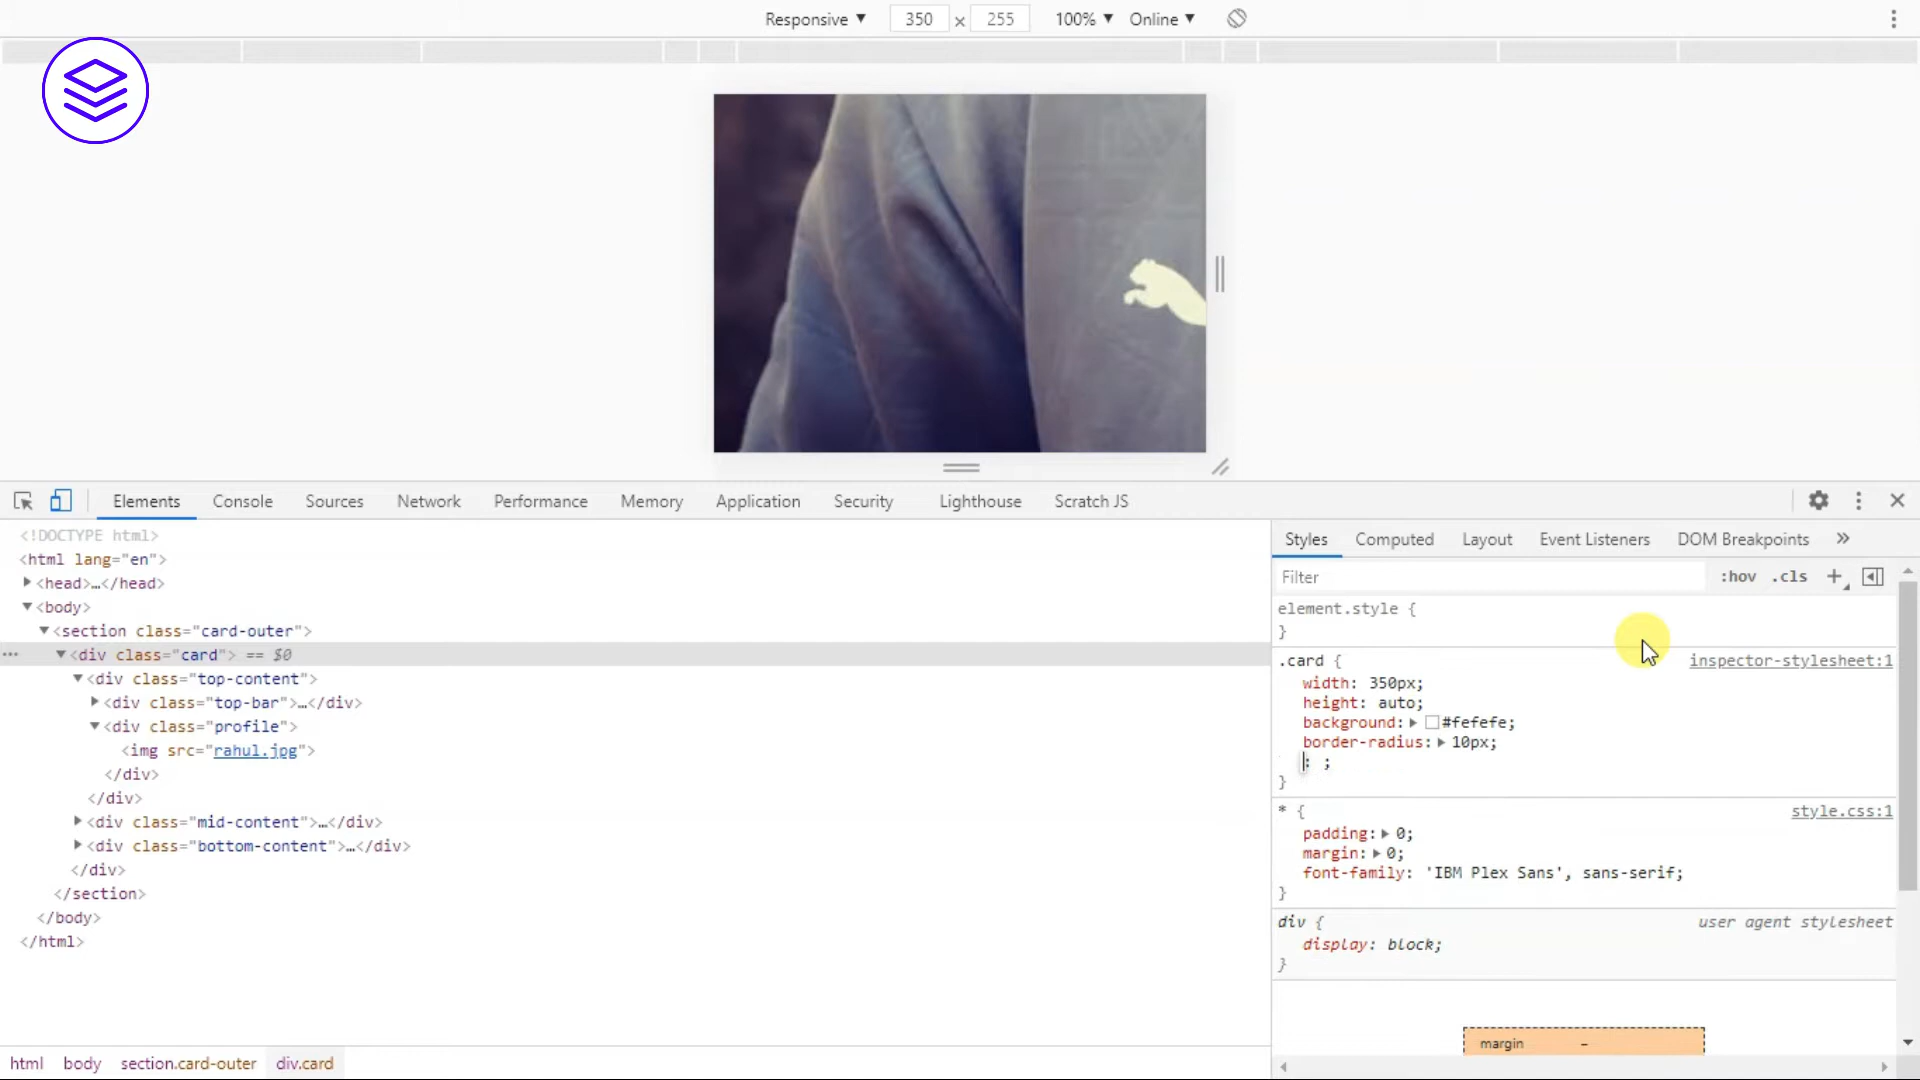 Responsive ▼ 350 × 255 100% ▼ Online ▼
Elements Console Sources Network Performance Memory Application Security Lighthouse Scratch JS
<!DOCTYPE html>
<html lang="en">
▶<head>…</head>
▼<body>
▼<section class="card-outer">
… ▼<div class="card"> == $0
▼<div class="top-content">
▶<div class="top-bar">…</div>
▼<div class="profile">
<img src="rahul.jpg">
</div>
</div>
▶<div class="mid-content">…</div>
▶<div class="bottom-content">…</div>
</div>
</section>
</body>
</html>
html body section.card-outer div.card
Styles Computed Layout Event Listeners DOM Breakpoints »
Filter :hov .cls +
element.style {
}
.card { inspector-stylesheet:1
width: 350px;
height: auto;
background:▶ #fefefe;
border-radius:▶ 10px;
: ;
}
* { style.css:1
padding:▶ 0;
margin:▶ 0;
font-family: 'IBM Plex Sans', sans-serif;
}
div { user agent stylesheet
display: block;
}
margin –